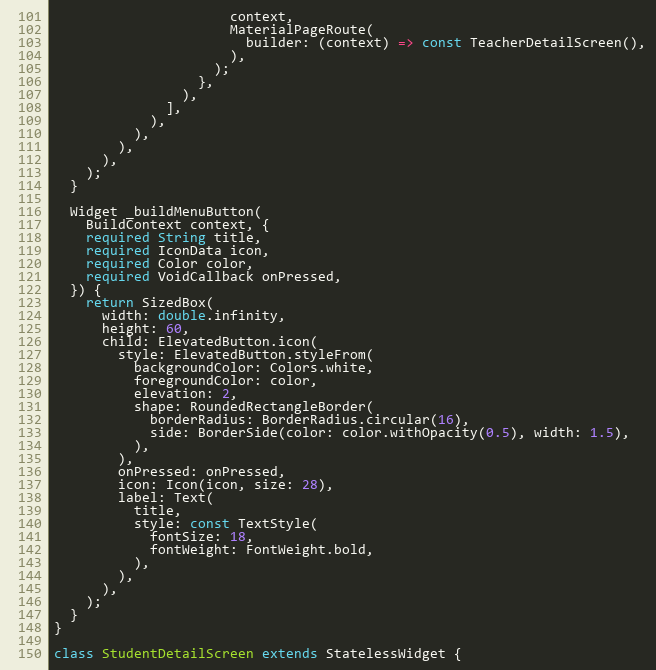 101                       context,
102                       MaterialPageRoute(
103                         builder: (context) => const TeacherDetailScreen(),
104                       ),
105                     );
106                   },
107                 ),
108               ],
109             ),
110           ),
111         ),
112       ),
113     );
114   }
115
116   Widget _buildMenuButton(
117     BuildContext context, {
118     required String title,
119     required IconData icon,
120     required Color color,
121     required VoidCallback onPressed,
122   }) {
123     return SizedBox(
124       width: double.infinity,
125       height: 60,
126       child: ElevatedButton.icon(
127         style: ElevatedButton.styleFrom(
128           backgroundColor: Colors.white,
129           foregroundColor: color,
130           elevation: 2,
131           shape: RoundedRectangleBorder(
132             borderRadius: BorderRadius.circular(16),
133             side: BorderSide(color: color.withOpacity(0.5), width: 1.5),
134           ),
135         ),
136         onPressed: onPressed,
137         icon: Icon(icon, size: 28),
138         label: Text(
139           title,
140           style: const TextStyle(
141             fontSize: 18,
142             fontWeight: FontWeight.bold,
143           ),
144         ),
145       ),
146     );
147   }
148 }
149
150 class StudentDetailScreen extends StatelessWidget {